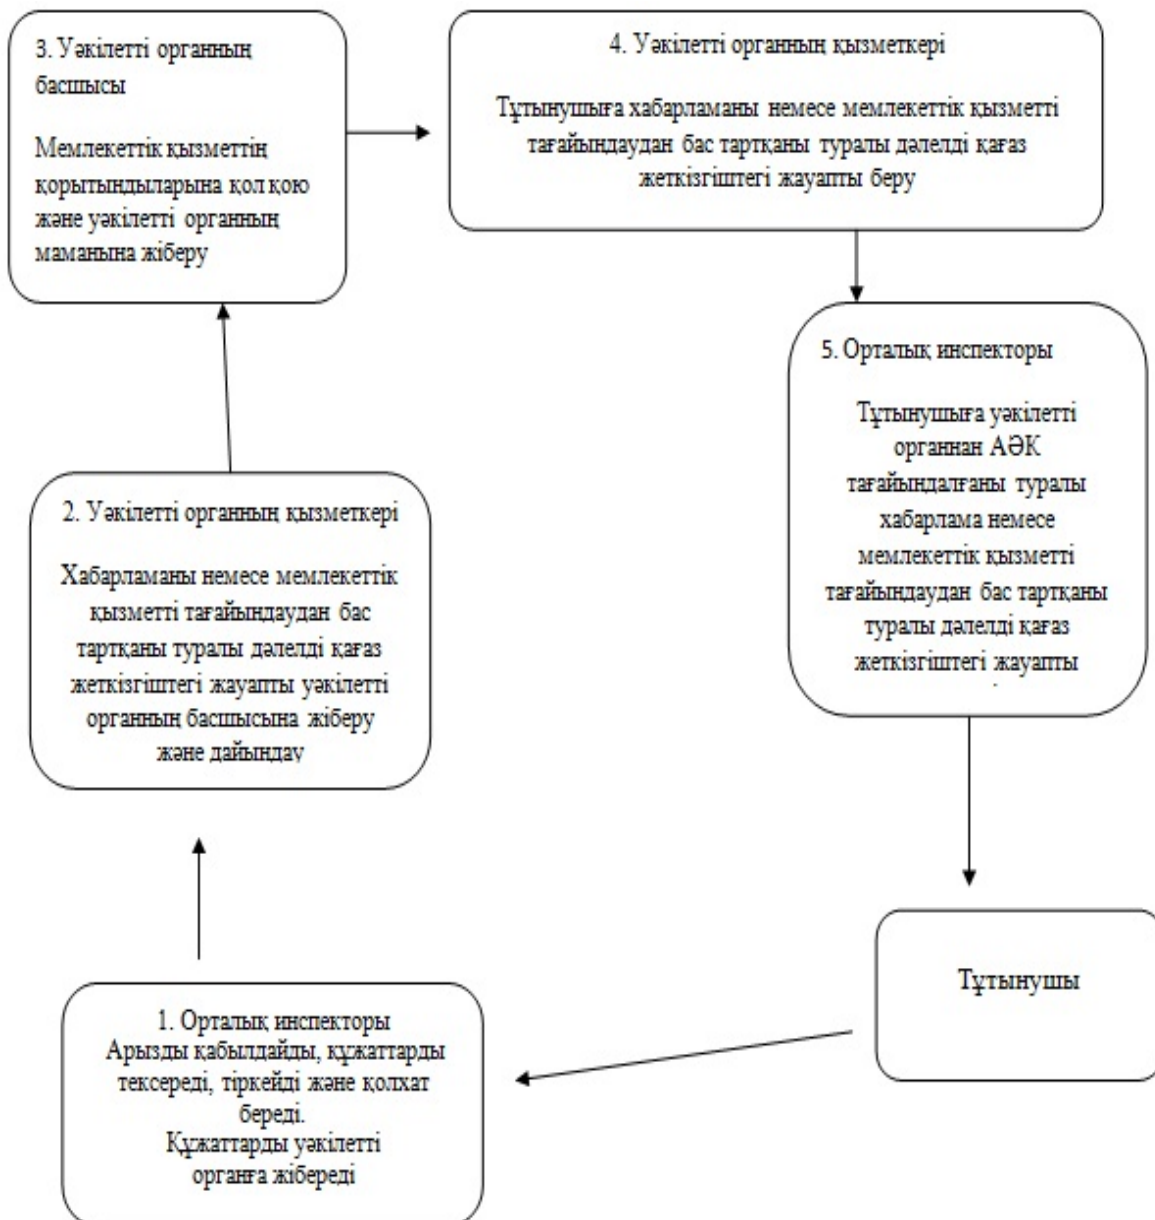 3. Уәкілетті органның
басшысы
Мемлекеттік қызметтің
қорытындыларына қол қою
және уәкілетті органның
маманына жіберу
4. Уәкілетті органның қызметкері
Тұтынушыға хабарламаны немесе мемлекеттік қызметті
тағайындаудан бас тартқаны туралы дәлелді қағаз
жеткізгіштегі жауапты беру
5. Орталық инспекторы
Тұтынушыға уәкілетті
органнан АӘК
тағайындалғаны туралы
хабарлама немесе
мемлекеттік қызметті
тағайындаудан бас тартқаны
туралы дәлелді қағаз
жеткізгіштегі жауапты
2. Уәкілетті органның қызметкері
Хабарламаны немесе мемлекеттік
қызметті тағайындаудан бас
тартқаны туралы дәлелді қағаз
жеткізгіштегі жауапты уәкілетті
органның басшысына жіберу
және дайындау
Тұтынушы
1. Орталық инспекторы
Арызды қабылдайды, құжаттарды
тексереді, тіркейді және қолхат
береді.
Құжаттарды уәкілетті
органға жібереді